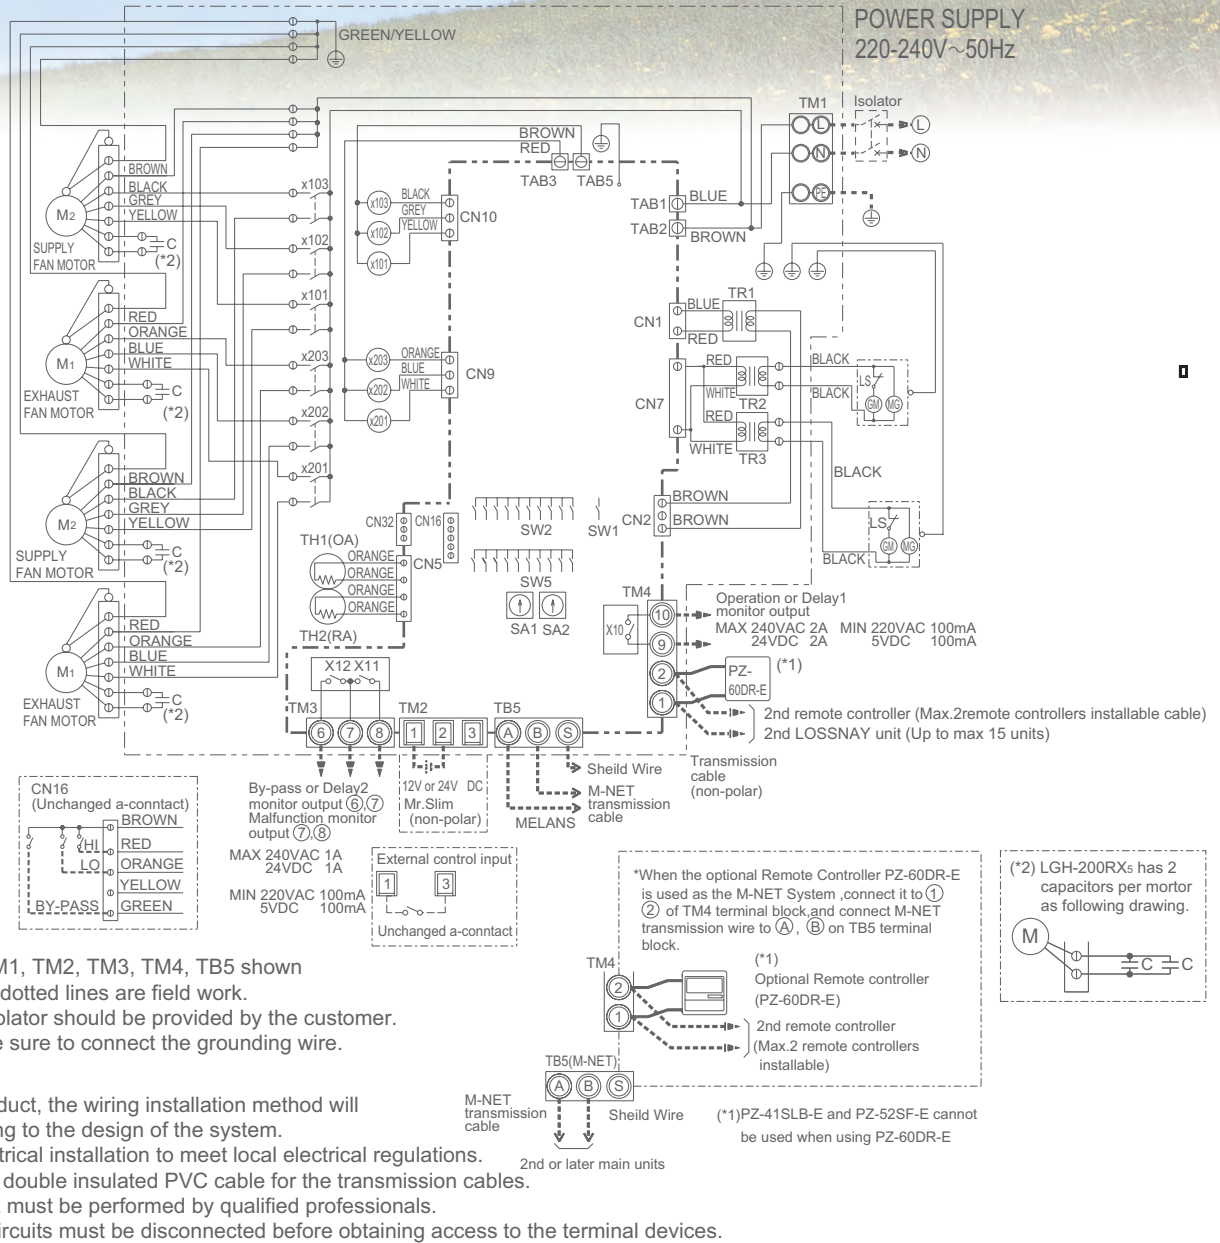 POWER SUPPLY
220-240V～50Hz
GREEN/YELLOW
TM1
Isolator
L
L
N
N
PE
BROWN
RED
TAB3
TAB5
BROWN
BLACK
GREY
YELLOW
M2
SUPPLY
FAN MOTOR
C
(*2)
x103
x102
x101
x103
x102
x101
BLACK
GREY
YELLOW
CN10
TAB1
BLUE
TAB2
BROWN
RED
ORANGE
BLUE
WHITE
M1
EXHAUST
FAN MOTOR
C
(*2)
x203
x202
x201
x203
x202
x201
ORANGE
BLUE
WHITE
CN9
CN1
BLUE
RED
TR1
CN7
RED
WHITE
TR2
RED
WHITE
TR3
BLACK
BLACK
LS
GM
MG
BLACK
BROWN
BLACK
GREY
YELLOW
M2
SUPPLY
FAN MOTOR
C
(*2)
CN32
CN16
CN5
TH1(OA)
ORANGE
ORANGE
ORANGE
ORANGE
TH2(RA)
SW2
SW1
SW5
SA1
SA2
CN2
BROWN
BROWN
LS
GM
MG
BLACK
RED
ORANGE
BLUE
WHITE
M1
EXHAUST
FAN MOTOR
C
(*2)
X12 X11
TM3
6
7
8
TM2
1
2
3
TB5
A
B
S
TM4
X10
10
9
2
1
Operation or Delay1
monitor output
MAX 240VAC 2A MIN 220VAC 100mA
24VDC 2A 5VDC 100mA
PZ-
60DR-E
(*1)
2nd remote controller (Max.2remote controllers installable cable)
2nd LOSSNAY unit (Up to max 15 units)
Transmission
cable
(non-polar)
Sheild Wire
M-NET
transmission
cable
MELANS
12V or 24V DC
Mr.Slim
(non-polar)
By-pass or Delay2
monitor output ⑥,⑦
Malfunction monitor
output ⑦,⑧
MAX 240VAC 1A
24VDC 1A
MIN 220VAC 100mA
5VDC 100mA
External control input
1
3
Unchanged a-conntact
CN16
(Unchanged a-conntact)
BROWN
HI
RED
LO
ORANGE
YELLOW
BY-PASS
GREEN
*When the optional Remote Controller PZ-60DR-E
is used as the M-NET System ,connect it to ①
② of TM4 terminal block,and connect M-NET
transmission wire to Ⓐ, Ⓑ on TB5 terminal
block.
TM4
2
1
(*1)
Optional Remote controller
(PZ-60DR-E)
2nd remote controller
(Max.2 remote controllers
installable)
TB5(M-NET)
A
B
S
M-NET
transmission
cable
Sheild Wire
2nd or later main units
(*1)PZ-41SLB-E and PZ-52SF-E cannot
be used when using PZ-60DR-E
(*2) LGH-200RX5 has 2
capacitors per mortor
as following drawing.
M
C
C
M1, TM2, TM3, TM4, TB5 shown
dotted lines are field work.
olator should be provided by the customer.
e sure to connect the grounding wire.
duct, the wiring installation method will
ng to the design of the system.
trical installation to meet local electrical regulations.
double insulated PVC cable for the transmission cables.
must be performed by qualified professionals.
ircuits must be disconnected before obtaining access to the terminal devices.